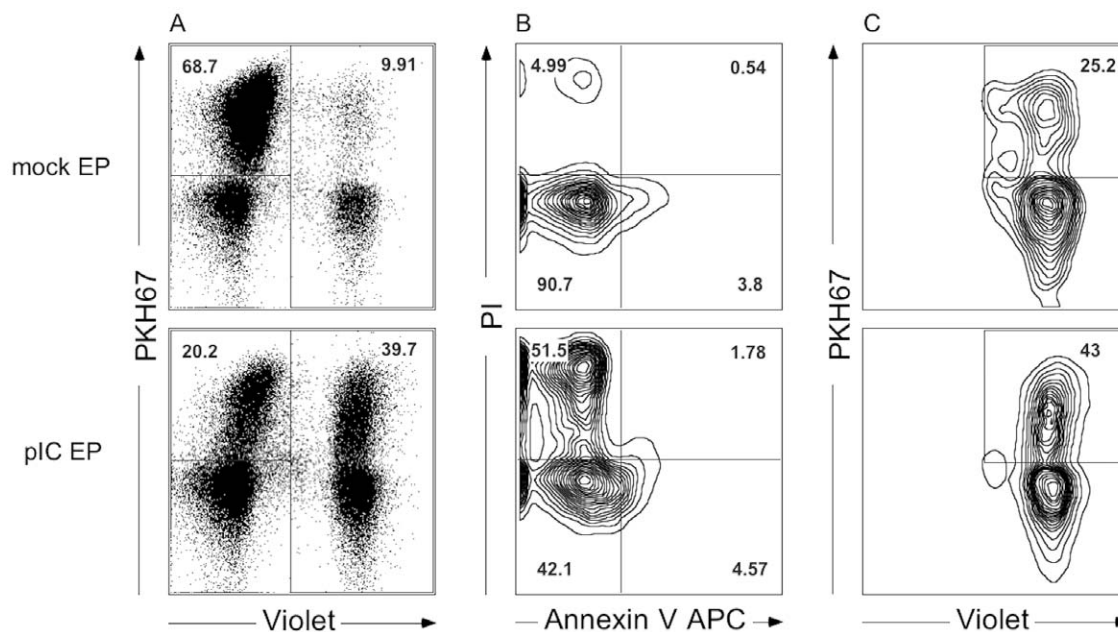 A
B
C
mock EP
PKH67
68.7
9.91
PI
4.99
0.54
90.7
3.8
PKH67
25.2
pIC EP
20.2
39.7
51.5
1.78
42.1
4.57
43
Violet
Annexin V APC
Violet